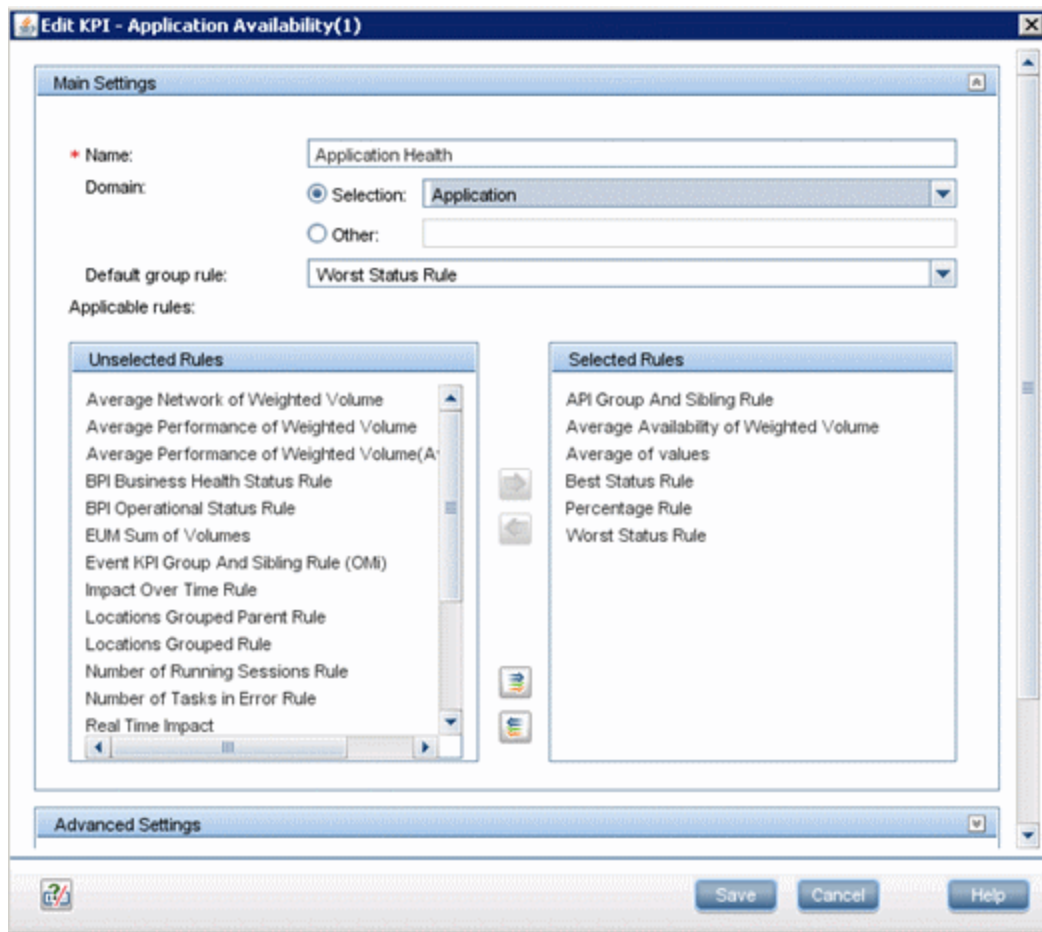 Edit KPI - Application Availability(1)
Main Settings
* Name: Application Health
Domain: Selection: Application
Other:
Default group rule: Worst Status Rule
Applicable rules:
Unselected Rules
Average Network of Weighted Volume
Average Performance of Weighted Volume
Average Performance of Weighted Volume(A
BPI Business Health Status Rule
BPI Operational Status Rule
EUM Sum of Volumes
Event KPI Group And Sibling Rule (OMi)
Impact Over Time Rule
Locations Grouped Parent Rule
Locations Grouped Rule
Number of Running Sessions Rule
Number of Tasks in Error Rule
Real Time Impact
Selected Rules
API Group And Sibling Rule
Average Availability of Weighted Volume
Average of values
Best Status Rule
Percentage Rule
Worst Status Rule
Advanced Settings
Save Cancel Help